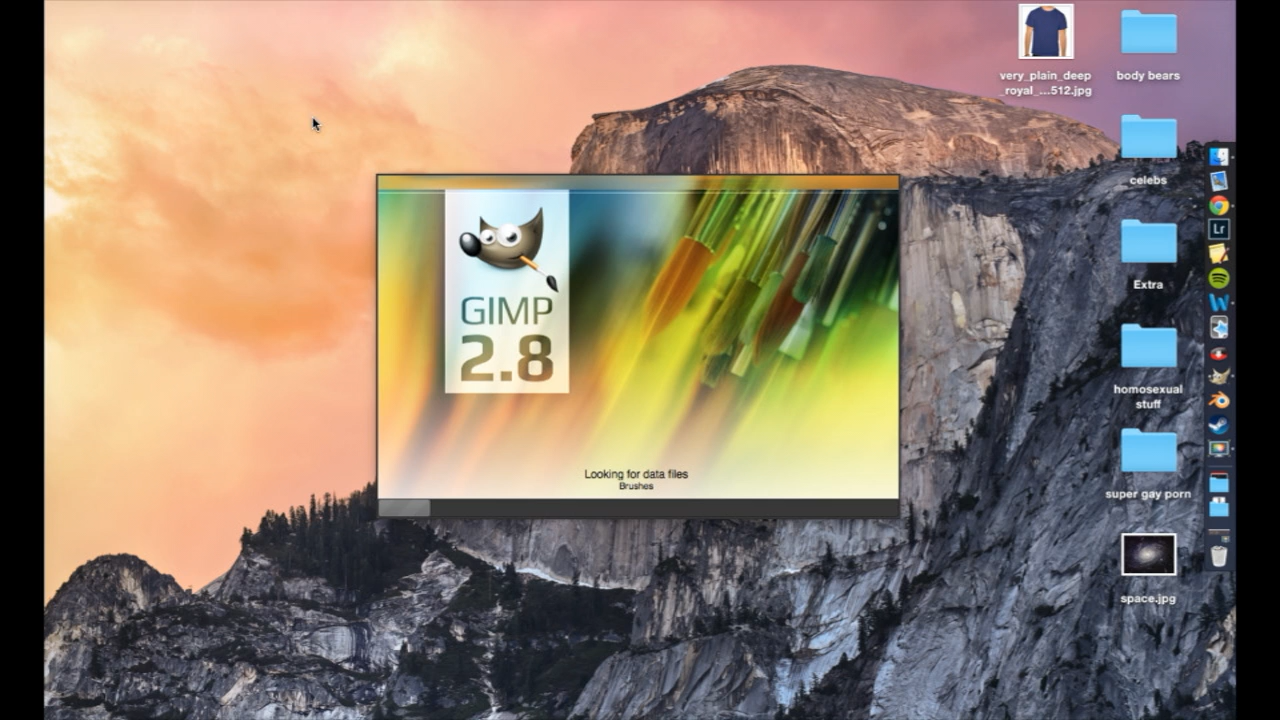 very_plain_deep
_royal_...512.jpg
body bears
celebs
Extra
homosexual
stuff
super gay porn
space.jpg
GIMP
2.8
Looking for data files
Brushes
Lr
W